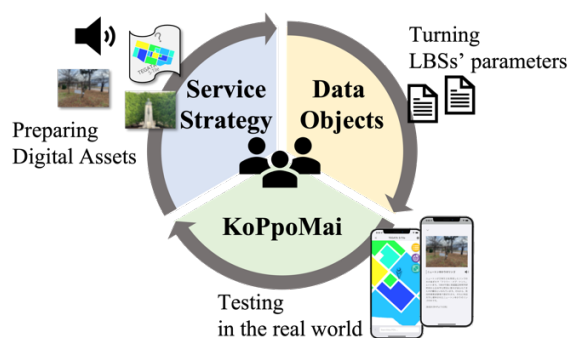 Turning
LBSs' parameters
Service
Strategy
Data
Objects
Preparing
Digital Assets
KoPpoMai
Testing
in the real world